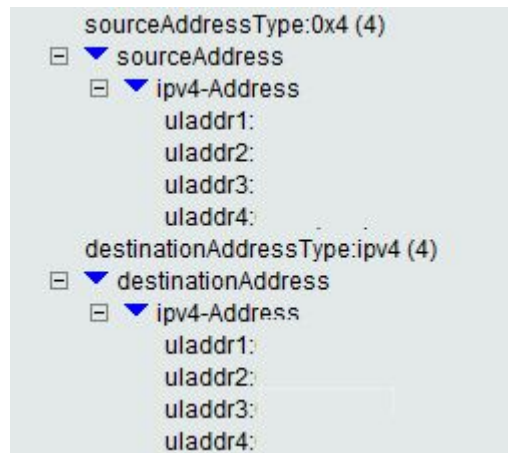 sourceAddressType:0x4 (4)
sourceAddress
ipv4-Address
uladdr1:
uladdr2:
uladdr3:
uladdr4:
destinationAddressType:ipv4 (4)
destinationAddress
ipv4-Address
uladdr1:
uladdr2:
uladdr3:
uladdr4: